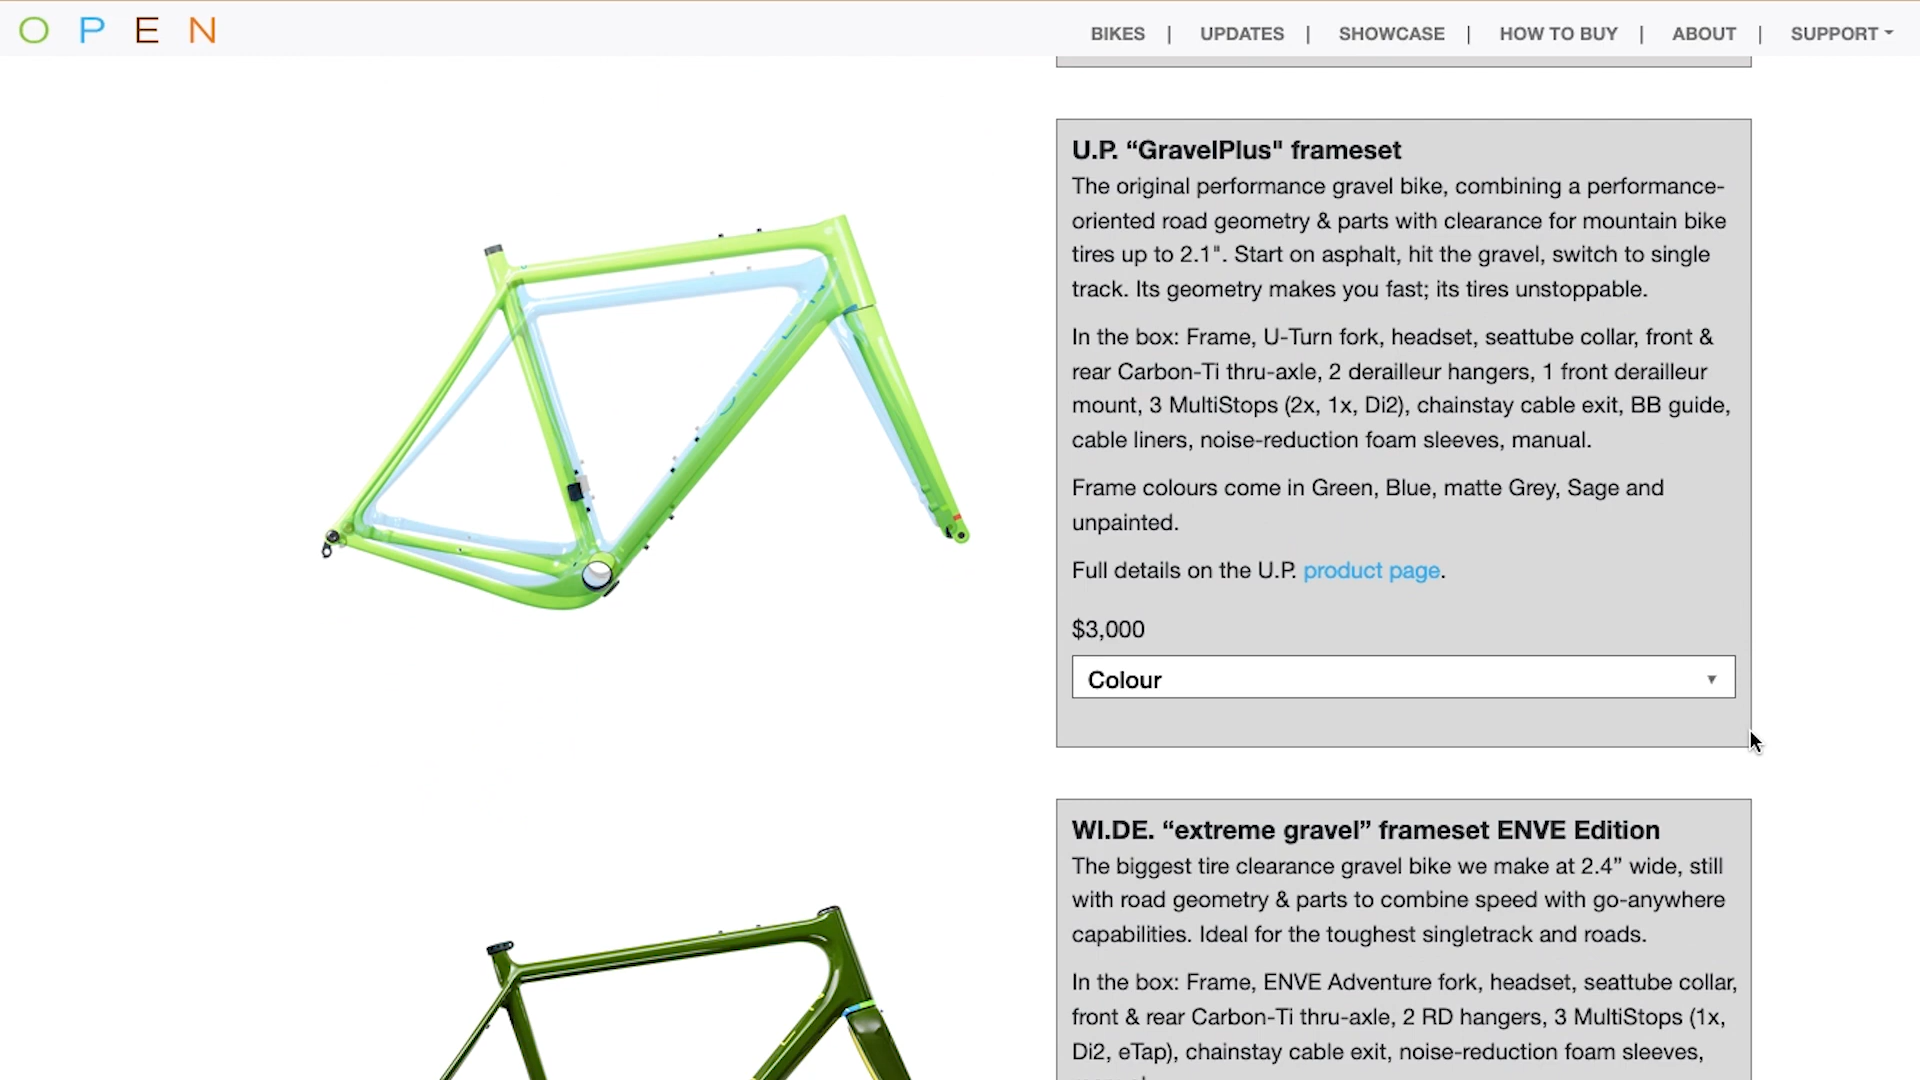 OPEN
BIKES | UPDATES | SHOWCASE | HOW TO BUY | ABOUT | SUPPORT
U.P. “GravelPlus" frameset
The original performance gravel bike, combining a performance-
oriented road geometry & parts with clearance for mountain bike
tires up to 2.1". Start on asphalt, hit the gravel, switch to single
track. Its geometry makes you fast; its tires unstoppable.
In the box: Frame, U-Turn fork, headset, seattube collar, front &
rear Carbon-Ti thru-axle, 2 derailleur hangers, 1 front derailleur
mount, 3 MultiStops (2x, 1x, Di2), chainstay cable exit, BB guide,
cable liners, noise-reduction foam sleeves, manual.
Frame colours come in Green, Blue, matte Grey, Sage and
unpainted.
Full details on the U.P. product page.
$3,000
Colour
WI.DE. “extreme gravel” frameset ENVE Edition
The biggest tire clearance gravel bike we make at 2.4” wide, still
with road geometry & parts to combine speed with go-anywhere
capabilities. Ideal for the toughest singletrack and roads.
In the box: Frame, ENVE Adventure fork, headset, seattube collar,
front & rear Carbon-Ti thru-axle, 2 RD hangers, 3 MultiStops (1x,
Di2, eTap), chainstay cable exit, noise-reduction foam sleeves,